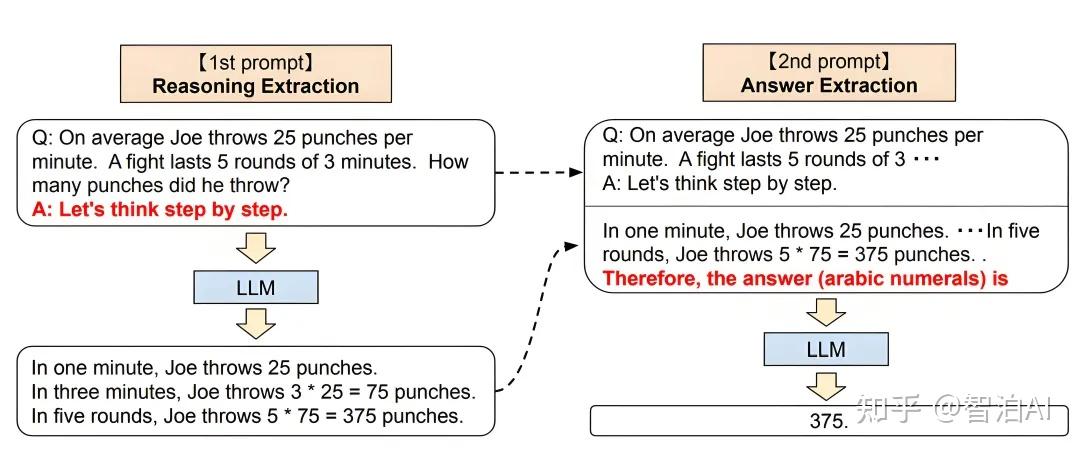 【1st prompt】
Reasoning Extraction
Q: On average Joe throws 25 punches per
minute.  A fight lasts 5 rounds of 3 minutes.  How
many punches did he throw?
A: Let's think step by step.
LLM
In one minute, Joe throws 25 punches.
In three minutes, Joe throws 3 * 25 = 75 punches.
In five rounds, Joe throws 5 * 75 = 375 punches.
【2nd prompt】
Answer Extraction
Q: On average Joe throws 25 punches per
minute.  A fight lasts 5 rounds of 3 ･･･
A: Let's think step by step.
In one minute, Joe throws 25 punches. ･･･In five
rounds, Joe throws 5 * 75 = 375 punches. .
Therefore, the answer (arabic numerals) is
LLM
375.
知乎 @智泊AI